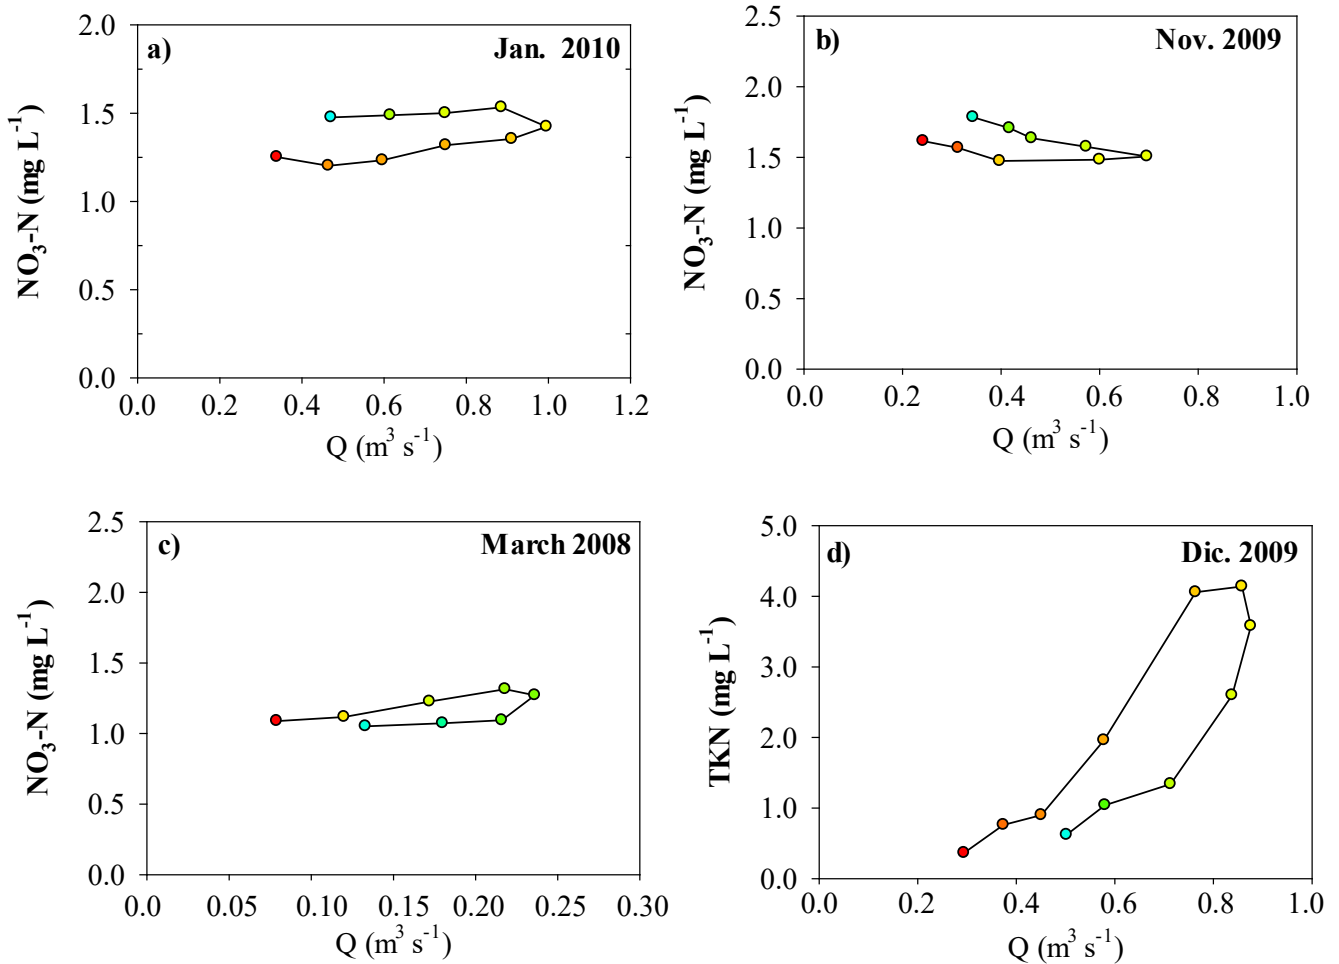 a) Jan. 2010
NO₃-N (mg L⁻¹)
2.0
1.5
1.0
0.5
0.0
0.0 0.2 0.4 0.6 0.8 1.0 1.2
Q (m³ s⁻¹)
b) Nov. 2009
NO₃-N (mg L⁻¹)
2.5
2.0
1.5
1.0
0.5
0.0
0.0 0.2 0.4 0.6 0.8 1.0
Q (m³ s⁻¹)
c) March 2008
NO₃-N (mg L⁻¹)
2.5
2.0
1.5
1.0
0.5
0.0
0.0 0.05 0.10 0.15 0.20 0.25 0.30
Q (m³ s⁻¹)
d) Dic. 2009
TKN (mg L⁻¹)
5.0
4.0
3.0
2.0
1.0
0.0
0.0 0.2 0.4 0.6 0.8 1.0
Q (m³ s⁻¹)